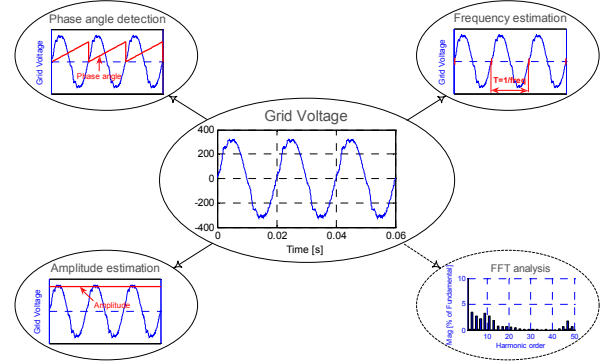 Phase angle detection
Grid Voltage
Phase angle
Frequency estimation
Grid Voltage
T=1/freq
Grid Voltage
400
200
0
-200
-400
0
0.02
0.04
0.06
Time [s]
Amplitude estimation
Grid Voltage
Amplitude
FFT analysis
Mag [% of Fundamental]
10
5
0
10
20
30
40
50
Harmonic order